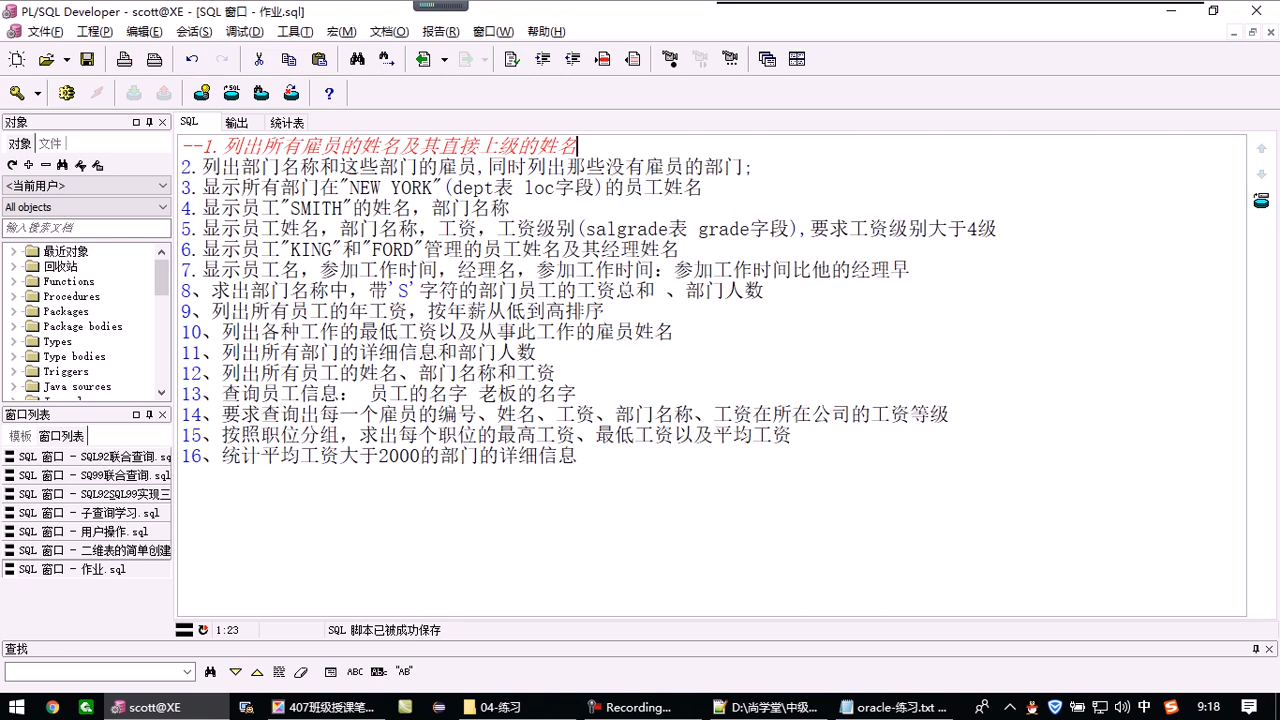 PL/SQL Developer - scott@XE - [SQL 窗口 - 作业.sql]
文件(F) 工程(P) 编辑(E) 会话(S) 调试(D) 工具(T) 宏(M) 文档(O) 报告(R) 窗口(W) 帮助(H)
对象
对象 文件
<当前用户>
All objects
输入搜索文档
最近对象
回收站
Functions
Procedures
Packages
Package bodies
Types
Type bodies
Triggers
Java sources
窗口列表
模板 窗口列表
SQL 窗口 - SQL92联合查询.sq
SQL 窗口 - SQ99联合查询.sql
SQL 窗口 - SQL92SQL99实现三
SQL 窗口 - 子查询学习.sql
SQL 窗口 - 用户操作.sql
SQL 窗口 - 二维表的简单创建
SQL 窗口 - 作业.sql
SQL 输出 统计表
--1.列出所有雇员的姓名及其直接上级的姓名
2.列出部门名称和这些部门的雇员,同时列出那些没有雇员的部门;
3.显示所有部门在"NEW YORK"(dept表 loc字段)的员工姓名
4.显示员工"SMITH"的姓名，部门名称
5.显示员工姓名，部门名称，工资，工资级别(salgrade表 grade字段),要求工资级别大于4级
6.显示员工"KING"和"FORD"管理的员工姓名及其经理姓名
7.显示员工名，参加工作时间，经理名，参加工作时间：参加工作时间比他的经理早
8、求出部门名称中，带'S'字符的部门员工的工资总和 、部门人数
9、列出所有员工的年工资，按年薪从低到高排序
10、列出各种工作的最低工资以及从事此工作的雇员姓名
11、列出所有部门的详细信息和部门人数
12、列出所有员工的姓名、部门名称和工资
13、查询员工信息： 员工的名字 老板的名字
14、要求查询出每一个雇员的编号、姓名、工资、部门名称、工资在所在公司的工资等级
15、按照职位分组，求出每个职位的最高工资、最低工资以及平均工资
16、统计平均工资大于2000的部门的详细信息
1:23 SQL 脚本已被成功保存
查找
ABC "AB"
scott@XE 407班级授课笔... 04-练习 Recording... D:\尚学堂\中级... oracle-练习.txt ... 中 9:18